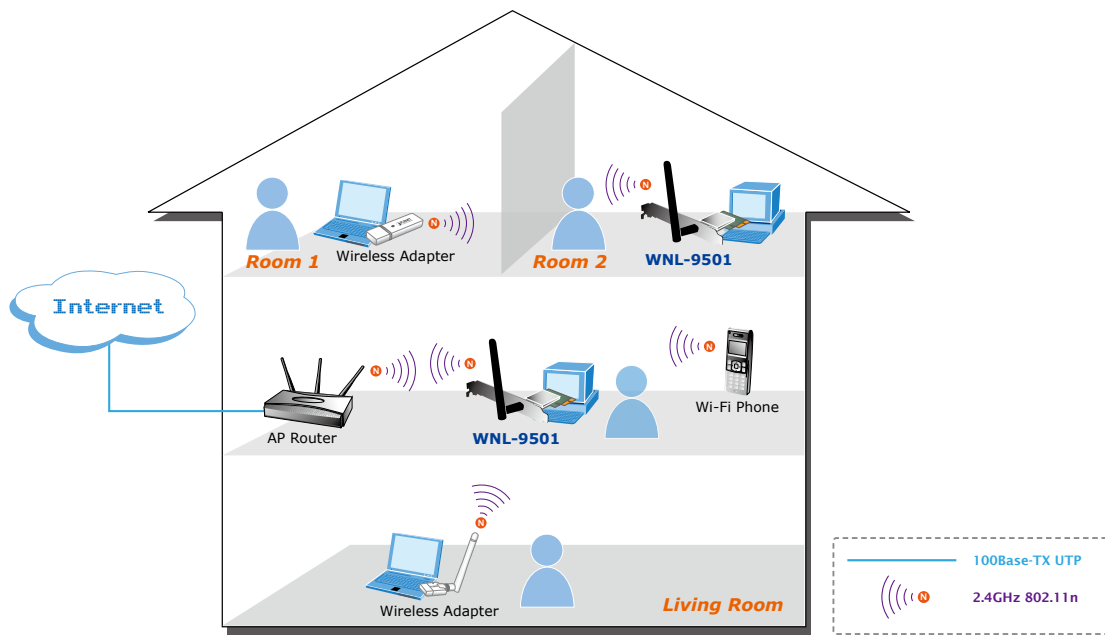 N
N
Room 1
Wireless Adapter
Room 2
WNL-9501
Internet
N
N
N
AP Router
WNL-9501
Wi-Fi Phone
N
Wireless Adapter
Living Room
100Base-TX UTP
N
2.4GHz 802.11n